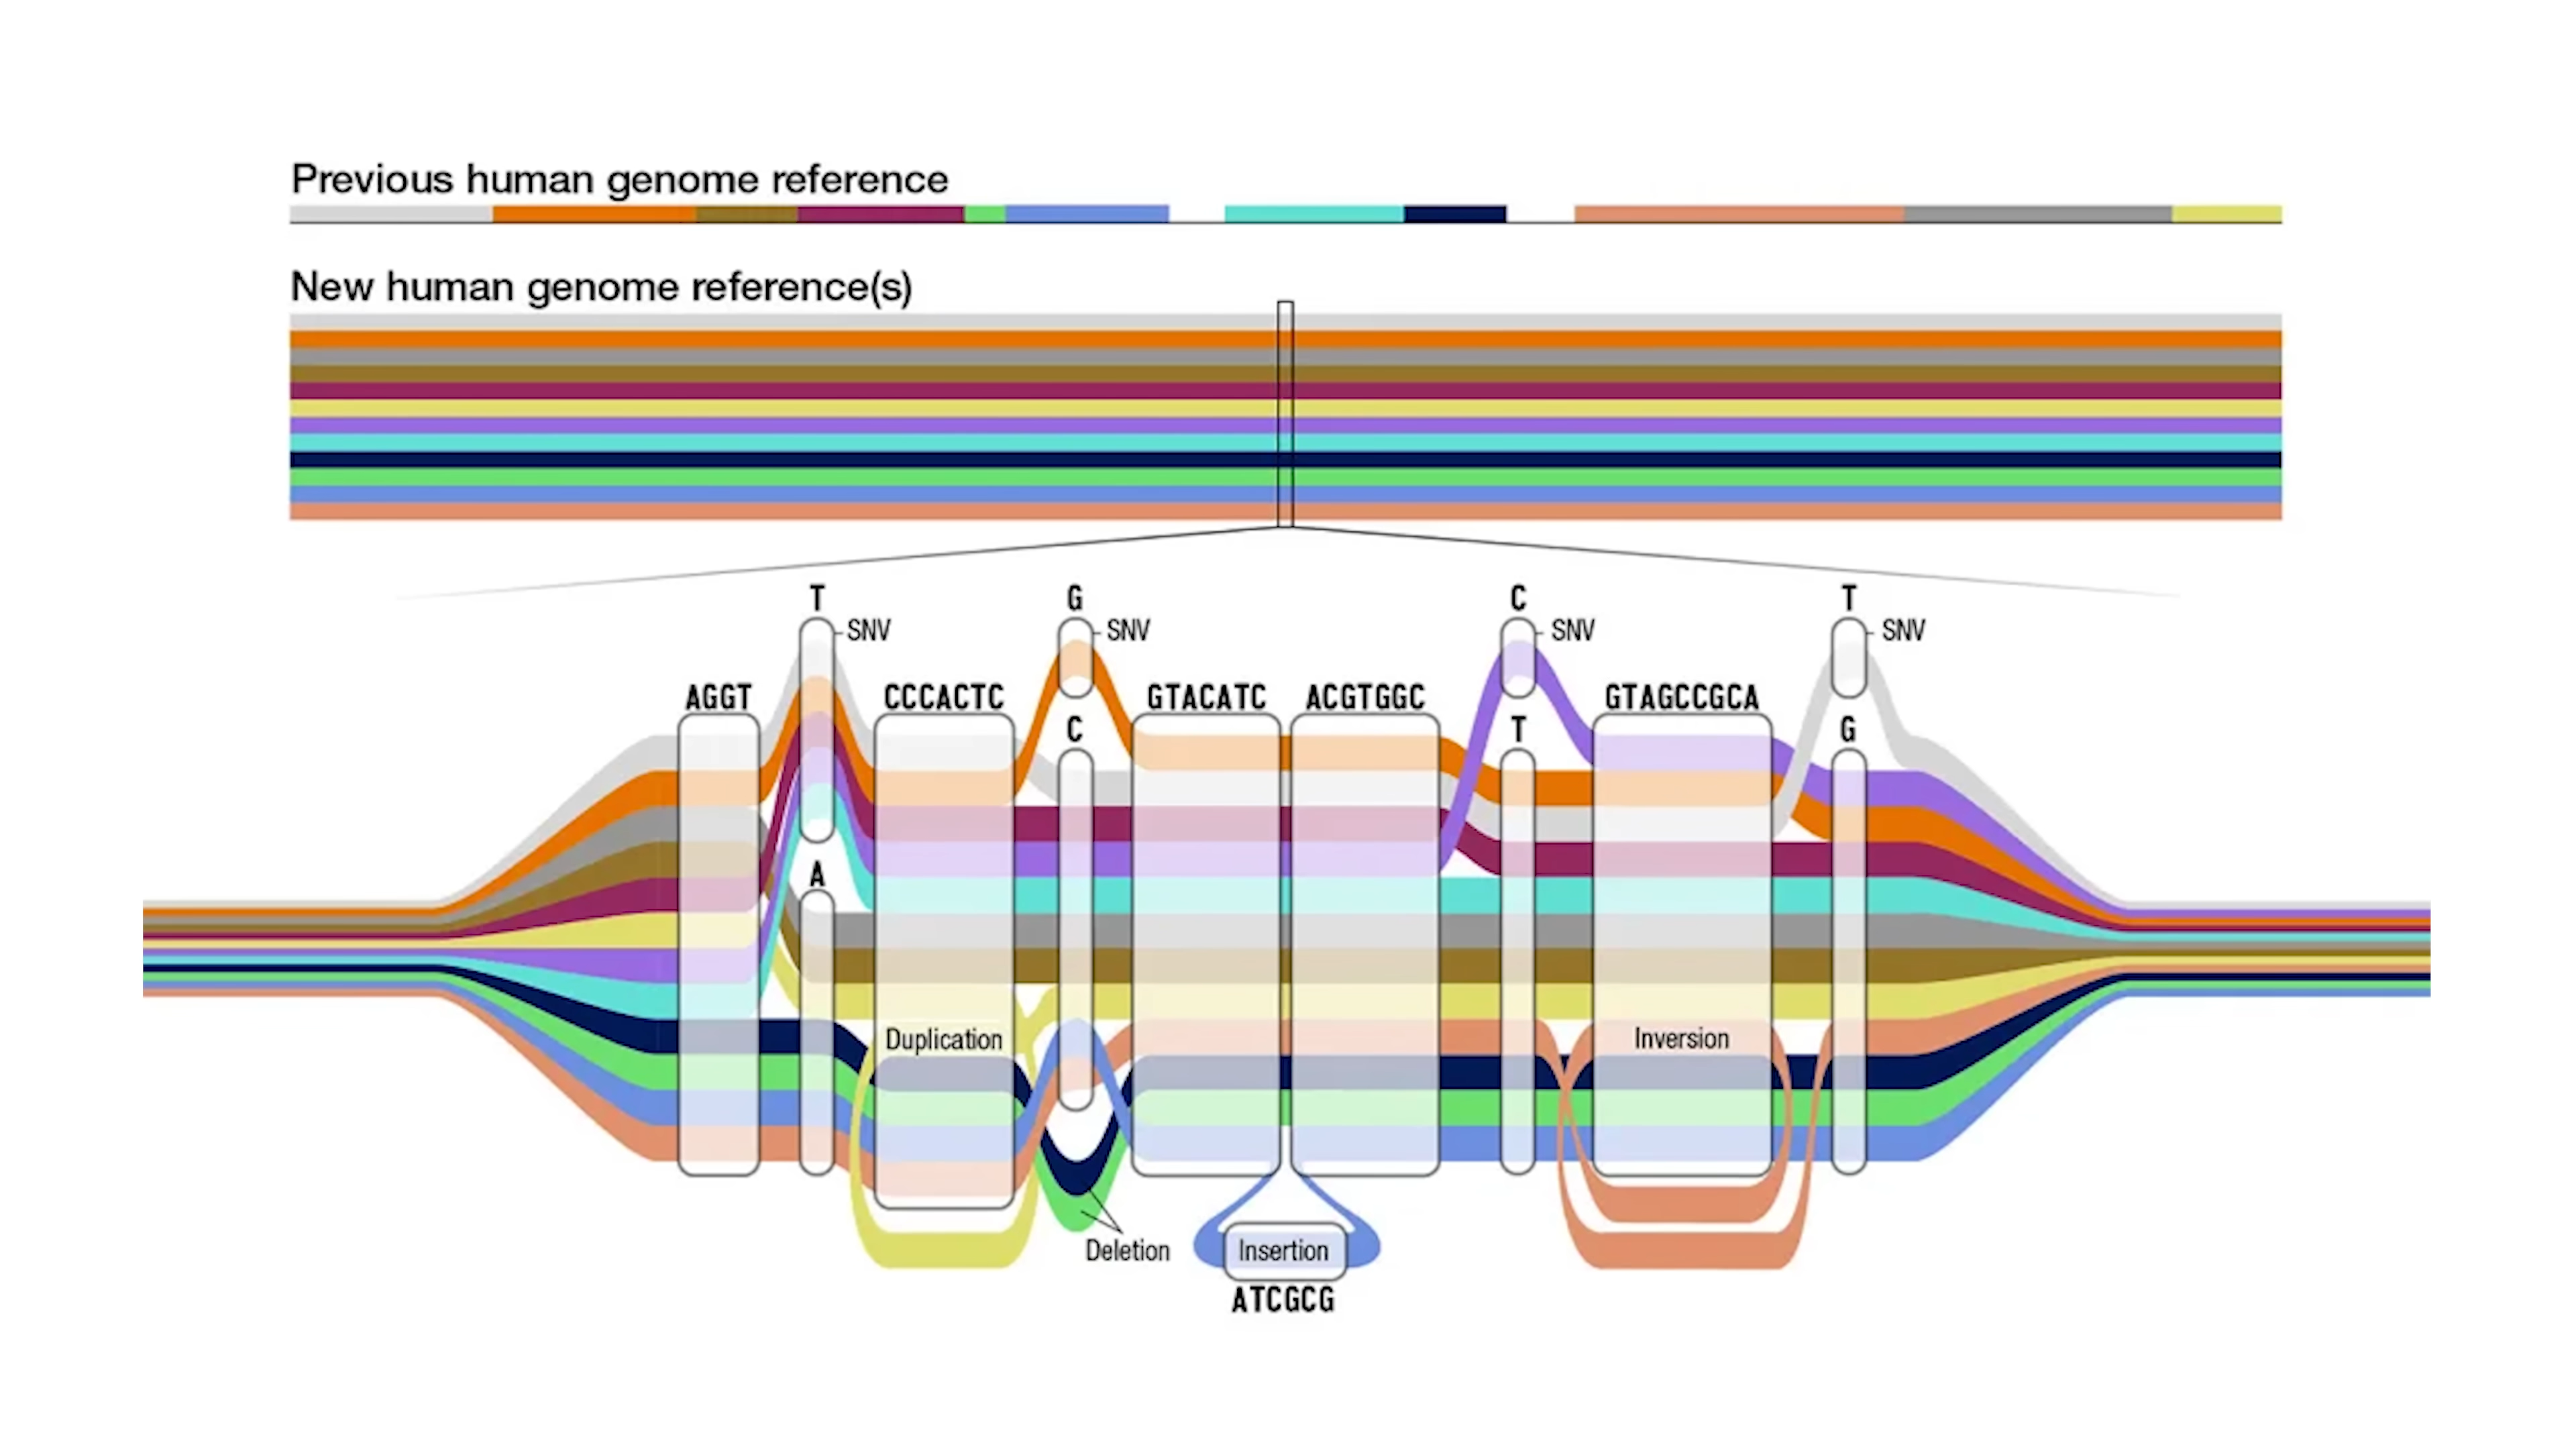 Previous human genome reference
New human genome reference(s)
T
SNV
G
SNV
C
SNV
T
SNV
AGGT
CCCACTC
GTACATC
ACGTGGC
GTAGCCGCA
C
T
G
A
Duplication
Inversion
Deletion
Insertion
ATCGCG